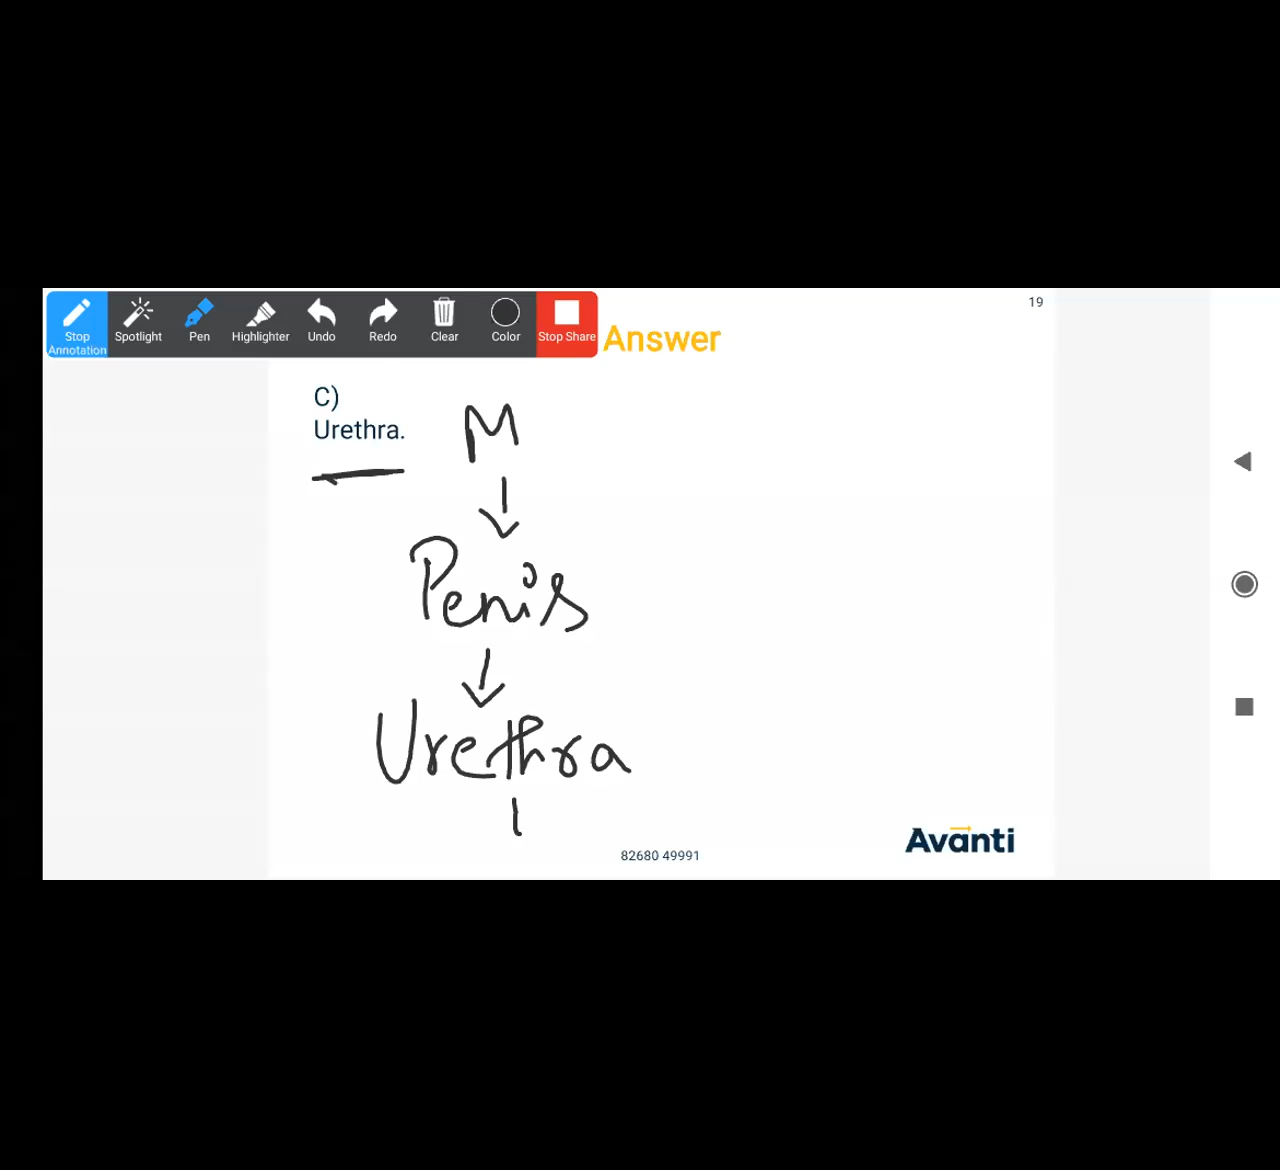 19
Stop Annotation
Spotlight
Pen
Highlighter
Undo
Redo
Clear
Color
Stop Share
Answer
C)
Urethra.
M
Penis
Urethra
82680 49991
Avanti